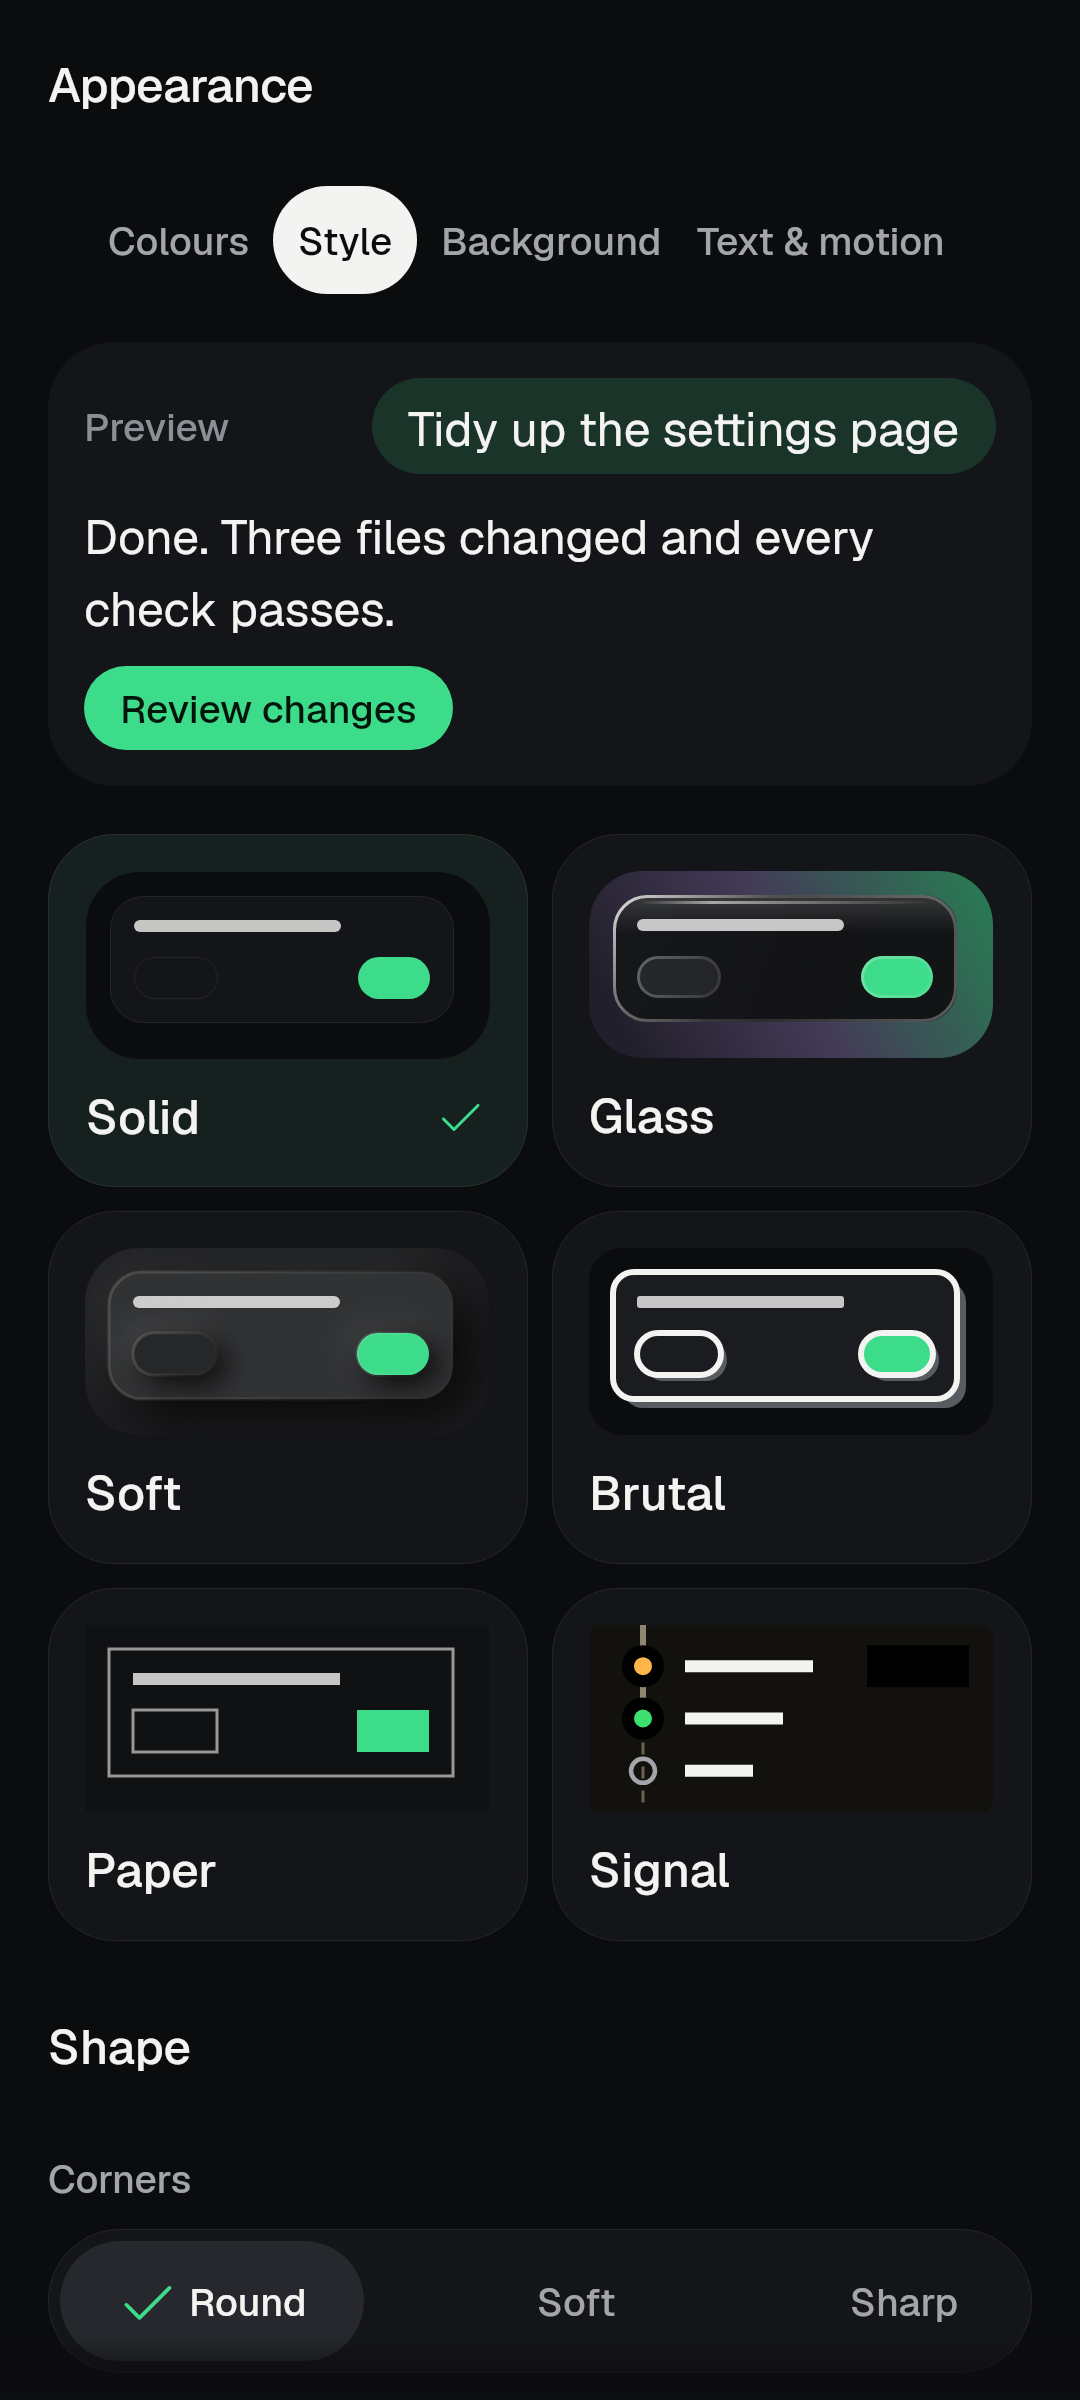 Appearance
Colours Style Background Text & motion
Preview
Tidy up the settings page
Done. Three files changed and every
check passes.
Review changes
Solid
Glass
Soft
Brutal
Paper
Signal
Shape
Corners
Round Soft Sharp